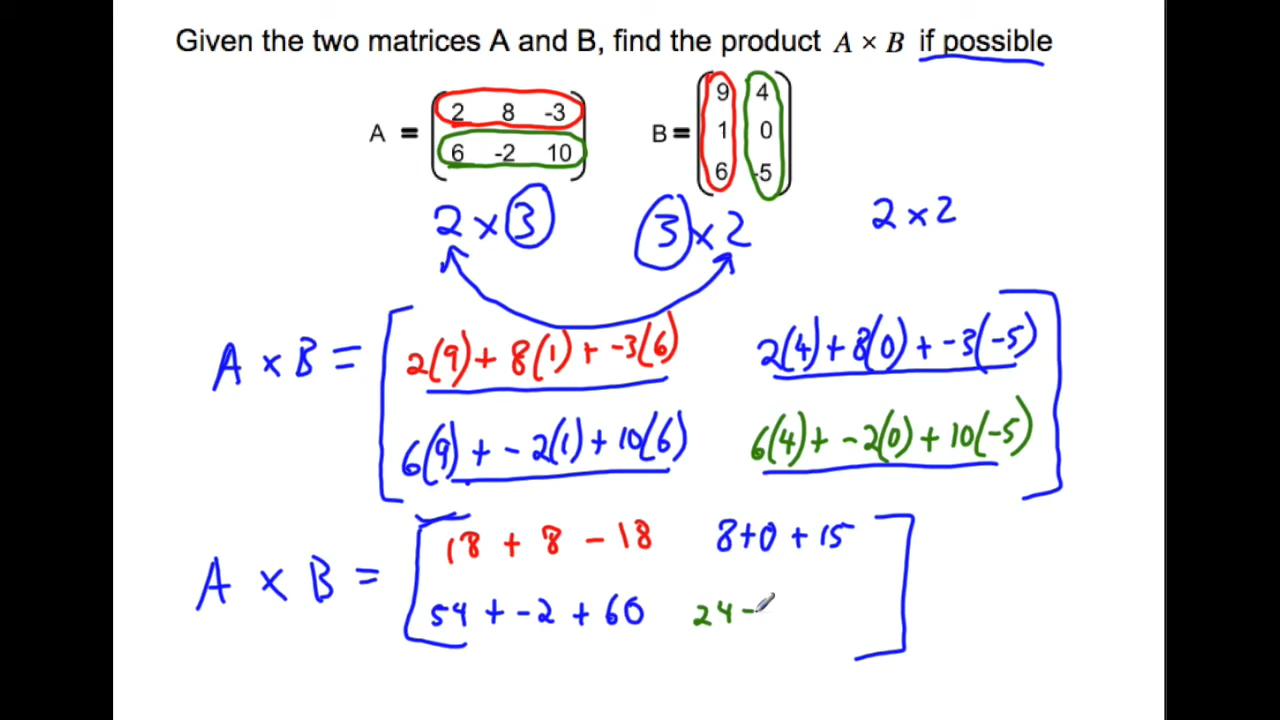 Given the two matrices A and B, find the product A × B if possible
A = [2 8 -3] B = [9 4]
[6 -2 10] [1 0]
[6 -5]
2 × 3 3 × 2 2 × 2
A × B = [2(9) + 8(1) + -3(6) 2(4) + 8(0) + -3(-5)]
[6(9) + -2(1) + 10(6) 6(4) + -2(0) + 10(-5)]
A × B = [18 + 8 - 18 8+0 + 15]
[54 + -2 + 60 24 -]